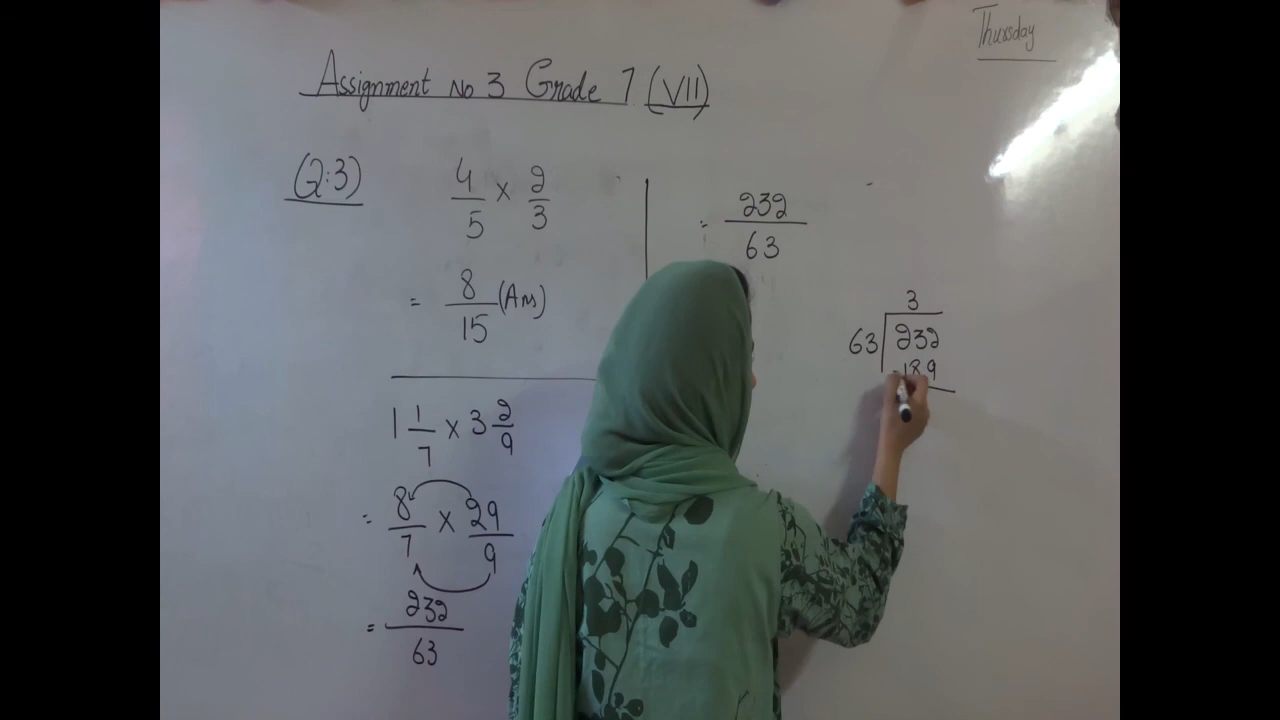 Thursday
Assignment No 3 Grade 7 (VII)
(Q:3)
4/5 x 2/3
= 8/15 (Ans)
1 1/7 x 3 2/9
= 8/7 x 29/9
= 232/63
= 232/63
3
63 232
-189